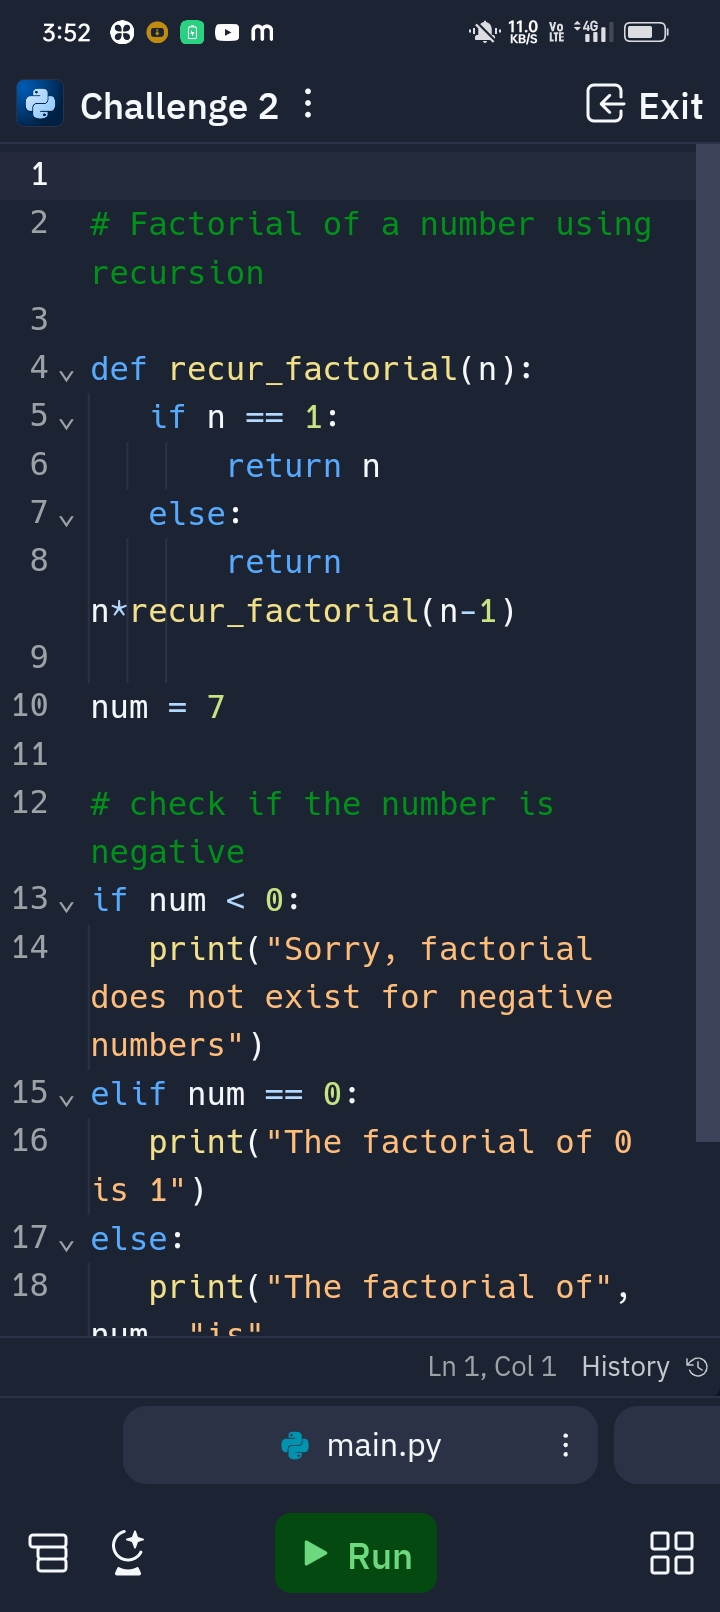 3:52 11.0 KB/S Vo LTE 4G
Challenge 2 Exit
1
2 # Factorial of a number using
recursion
3
4 def recur_factorial(n):
5 if n == 1:
6 return n
7 else:
8 return
n*recur_factorial(n-1)
9
10 num = 7
11
12 # check if the number is
negative
13 if num < 0:
14 print("Sorry, factorial
does not exist for negative
numbers")
15 elif num == 0:
16 print("The factorial of 0
is 1")
17 else:
18 print("The factorial of",
num, "is"
Ln 1, Col 1 History
main.py
Run